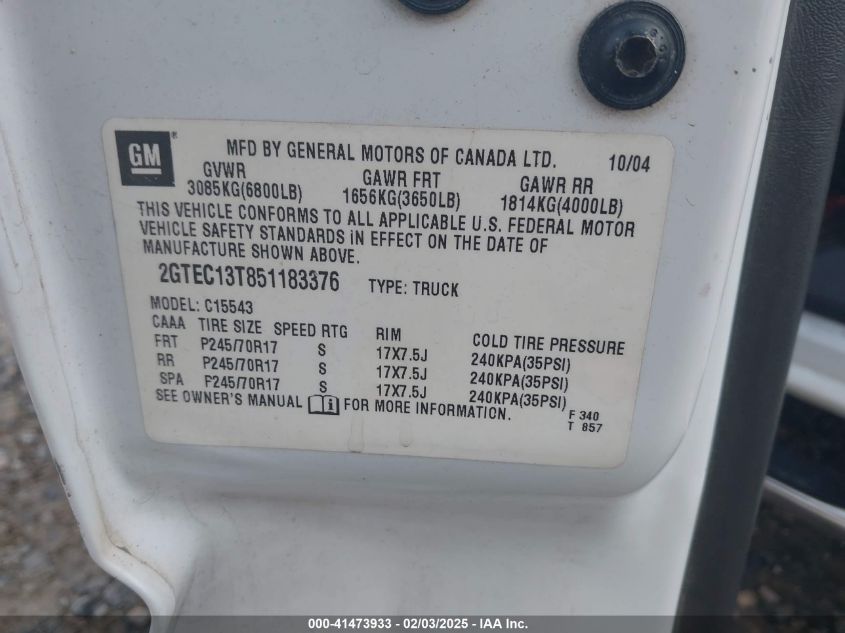 GM ®
MFD BY GENERAL MOTORS OF CANADA LTD. 10/04
GVWR GAWR FRT GAWR RR
3085KG(6800LB) 1656KG(3650LB) 1814KG(4000LB)
THIS VEHICLE CONFORMS TO ALL APPLICABLE U.S. FEDERAL MOTOR
VEHICLE SAFETY STANDARDS IN EFFECT ON THE DATE OF
MANUFACTURE SHOWN ABOVE.
2GTEC13T851183376 TYPE: TRUCK
MODEL: C15543
CAAA TIRE SIZE SPEED RTG RIM COLD TIRE PRESSURE
FRT P245/70R17 S 17X7.5J 240KPA(35PSI)
RR P245/70R17 S 17X7.5J 240KPA(35PSI)
SPA P245/70R17 S 17X7.5J 240KPA(35PSI)
SEE OWNER'S MANUAL FOR MORE INFORMATION.
F 340
T 857
000-41473933 - 02/03/2025 - IAA Inc.